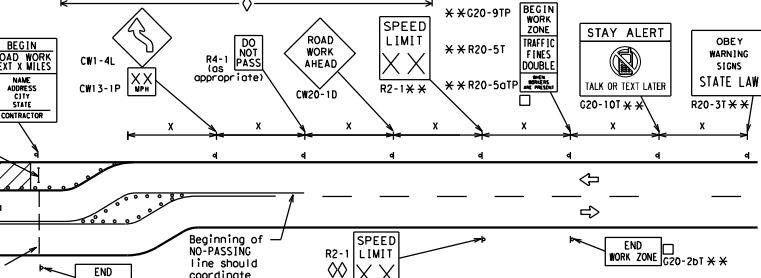 BEGIN
ROAD WORK
NEXT X MILES
NAME
ADDRESS
CITY
STATE
CONTRACTOR
CW1-4L
CW13-1P
XX
MPH
R4-1
(as
appropriate)
DO
NOT
PASS
ROAD
WORK
AHEAD
CW20-1D
SPEED
LIMIT
XX
R2-1**
**G20-9TP
**R20-5T
**R20-5aTP
BEGIN
WORK
ZONE
TRAFFIC
FINES
DOUBLE
WHEN
WORKERS
ARE PRESENT
STAY ALERT
TALK OR TEXT LATER
G20-10T**
OBEY
WARNING
SIGNS
STATE LAW
R20-3T**
X X X X X X X
Beginning of
NO-PASSING
line should
coordinate
R2-1
SPEED
LIMIT
XX
END
WORK ZONE
G20-2bT**
END